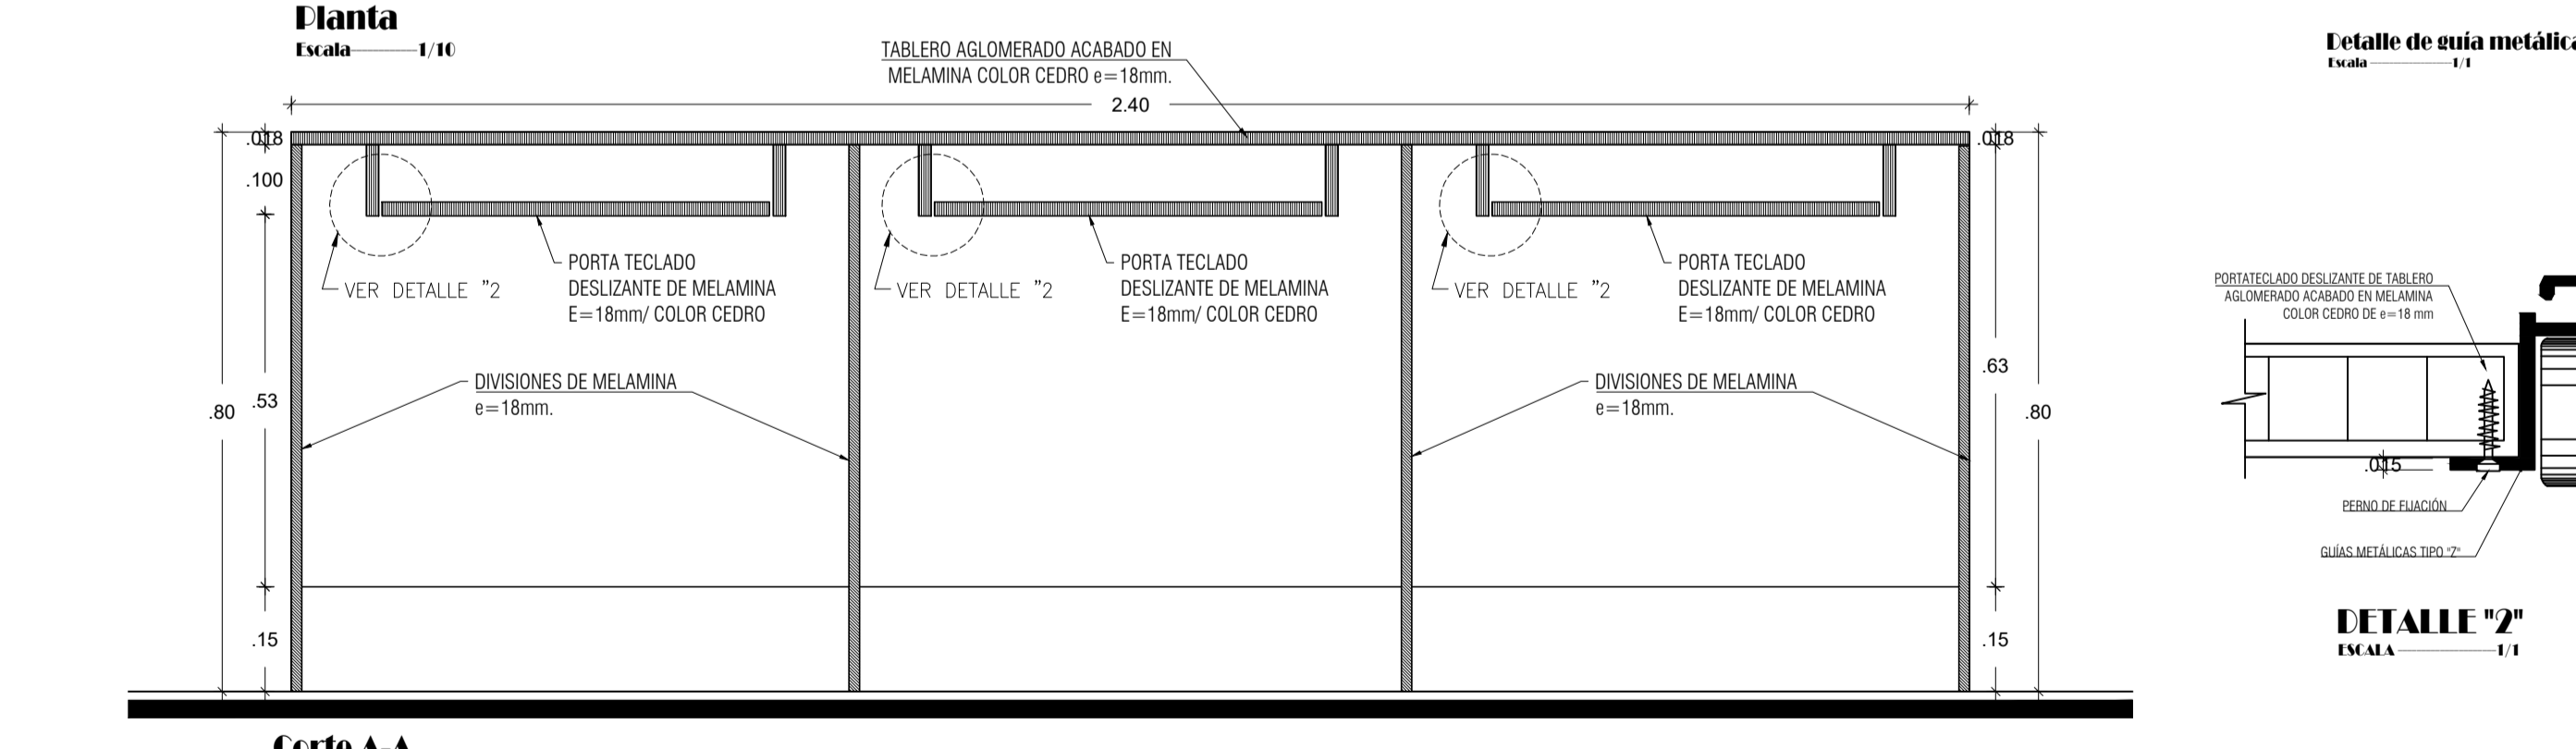 Planta
Escala 1/10
TABLERO AGLOMERADO ACABADO EN
MELAMINA COLOR CEDRO e=18mm.
2.40
.018
.100
.53
.80
.15
VER DETALLE "2
PORTA TECLADO
DESLIZANTE DE MELAMINA
E=18mm/ COLOR CEDRO
VER DETALLE "2
PORTA TECLADO
DESLIZANTE DE MELAMINA
E=18mm/ COLOR CEDRO
VER DETALLE "2
PORTA TECLADO
DESLIZANTE DE MELAMINA
E=18mm/ COLOR CEDRO
DIVISIONES DE MELAMINA
e=18mm.
DIVISIONES DE MELAMINA
e=18mm.
.018
.63
.80
.15
Corte A-A
Detalle de guía metálica
Escala 1/1
PORTATECLADO DESLIZANTE DE TABLERO
AGLOMERADO ACABADO EN MELAMINA
COLOR CEDRO DE e=18 mm
.015
PERNO DE FIJACIÓN
GUÍAS METÁLICAS TIPO "Z"
DETALLE "2"
ESCALA 1/1